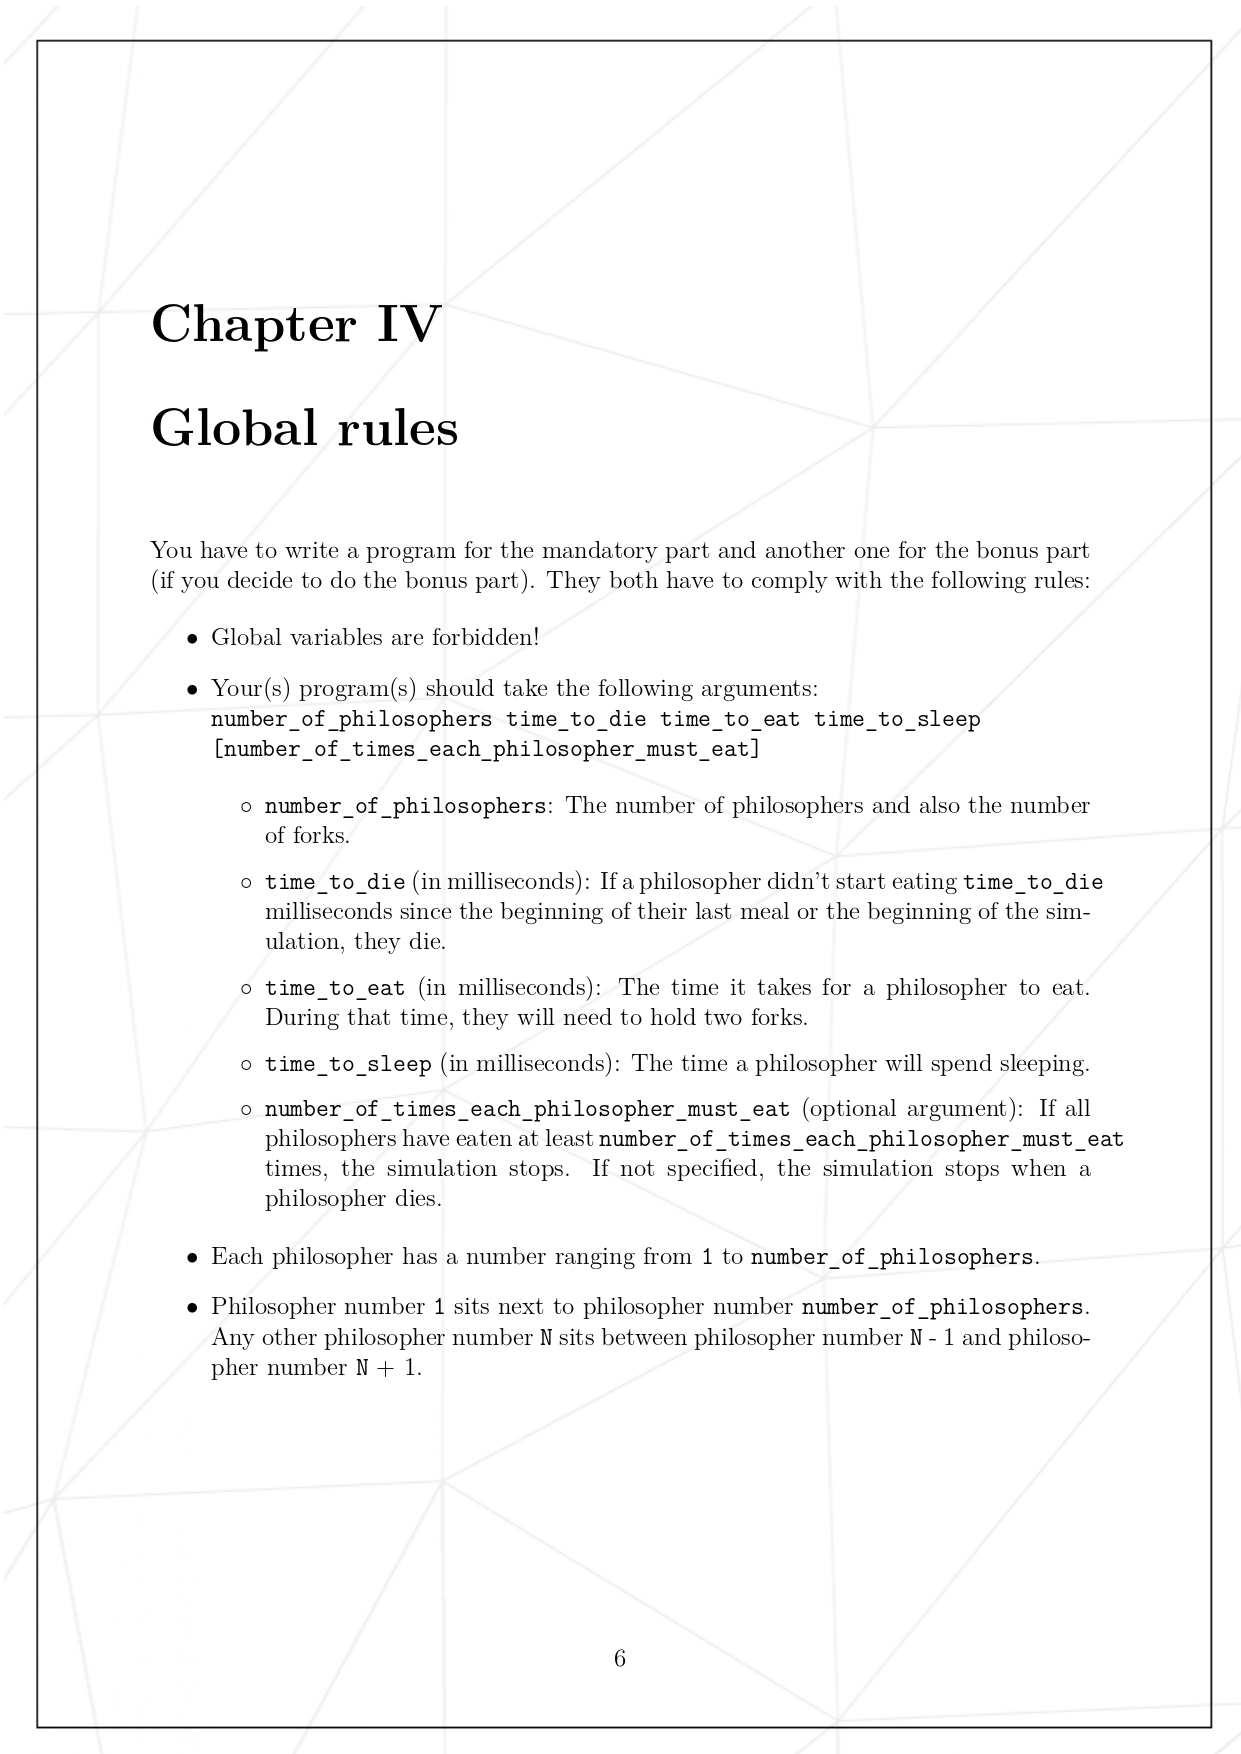 Chapter IV
Global rules
You have to write a program for the mandatory part and another one for the bonus part
(if you decide to do the bonus part). They both have to comply with the following rules:
• Global variables are forbidden!
• Your(s) program(s) should take the following arguments:
number_of_philosophers time_to_die time_to_eat time_to_sleep
[number_of_times_each_philosopher_must_eat]
◦ number_of_philosophers: The number of philosophers and also the number
of forks.
◦ time_to_die (in milliseconds): If a philosopher didn't start eating time_to_die
milliseconds since the beginning of their last meal or the beginning of the sim-
ulation, they die.
◦ time_to_eat (in milliseconds): The time it takes for a philosopher to eat.
During that time, they will need to hold two forks.
◦ time_to_sleep (in milliseconds): The time a philosopher will spend sleeping.
◦ number_of_times_each_philosopher_must_eat (optional argument): If all
philosophers have eaten at least number_of_times_each_philosopher_must_eat
times, the simulation stops. If not specified, the simulation stops when a
philosopher dies.
• Each philosopher has a number ranging from 1 to number_of_philosophers.
• Philosopher number 1 sits next to philosopher number number_of_philosophers.
Any other philosopher number N sits between philosopher number N - 1 and philoso-
pher number N + 1.
6